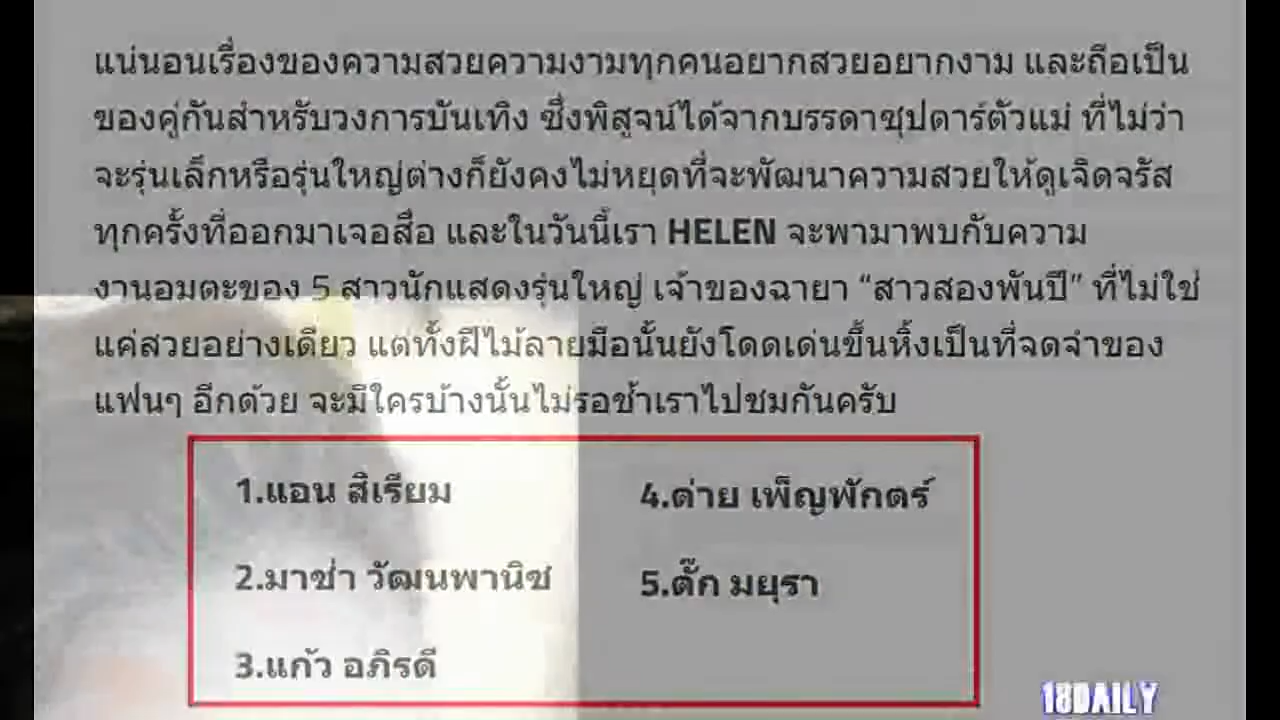 แน่นอนเรื่องของความสวยความงามทุกคนอยากสวยอยากงาม และถือเป็น
ของคู่กันสำหรับวงการบันเทิง ซึ่งพิสูจน์ได้จากบรรดาซุปตาร์ตัวแม่ ที่ไม่ว่า
จะรุ่นเล็กหรือรุ่นใหญ่ต่างก็ยังคงไม่หยุดที่จะพัฒนาความสวยให้ดูเจิดจรัส
ทุกครั้งที่ออกมาเจอสื่อ และในวันนี้เรา HELEN จะพามาพบกับความ
งานอมตะของ 5 สาวนักแสดงรุ่นใหญ่ เจ้าของฉายา “สาวสองพันปี” ที่ไม่ใช่
แค่สวยอย่างเดียว แต่ทั้งฝีไม้ลายมือนั้นยังโดดเด่นขึ้นหิ้งเป็นที่จดจำของ
แฟนๆ อีกด้วย จะมีใครบ้างนั้นไม่รอช้าเราไปชมกันครับ
1.แอน สิเรียม
2.มาช่า วัฒนพานิช
3.แก้ว อภิรดี
4.ต่าย เพ็ญพักตร์
5.ตั๊ก มยุรา
18DAILY